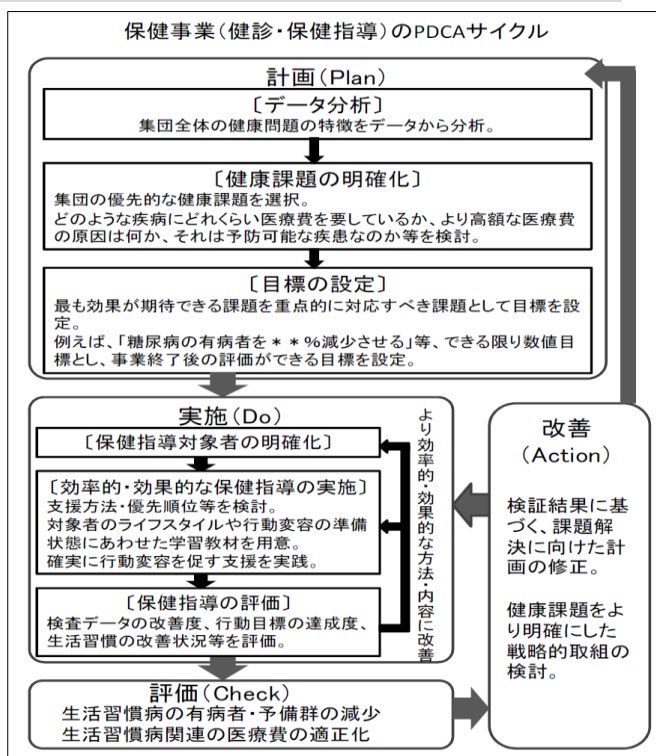 保健事業(健診・保健指導)のPDCAサイクル
計画(Plan)
〔データ分析〕
集団全体の健康問題の特徴をデータから分析。
〔健康課題の明確化〕
集団の優先的な健康課題を選択。
どのような疾病にどれくらい医療費を要しているか、より高額な医療費
の原因は何か、それは予防可能な疾患なのか等を検討。
〔目標の設定〕
最も効果が期待できる課題を重点的に対応すべき課題として目標を設
定。
例えば、「糖尿病の有病者を**%減少させる」等、できる限り数値目
標とし、事業終了後の評価ができる目標を設定。
実施(Do)
〔保健指導対象者の明確化〕
〔効率的・効果的な保健指導の実施〕
支援方法・優先順位等を検討。
対象者のライフスタイルや行動変容の準備
状態にあわせた学習教材を用意。
確実に行動変容を促す支援を実践。
〔保健指導の評価〕
検査データの改善度、行動目標の達成度、
生活習慣の改善状況等を評価。
より効率的・効果的な方法・内容に改善
評価(Check)
生活習慣病の有病者・予備群の減少
生活習慣病関連の医療費の適正化
改善
(Action)
検証結果に基
づく、課題解
決に向けた計
画の修正。
健康課題をよ
り明確にした
戦略的取組の
検討。